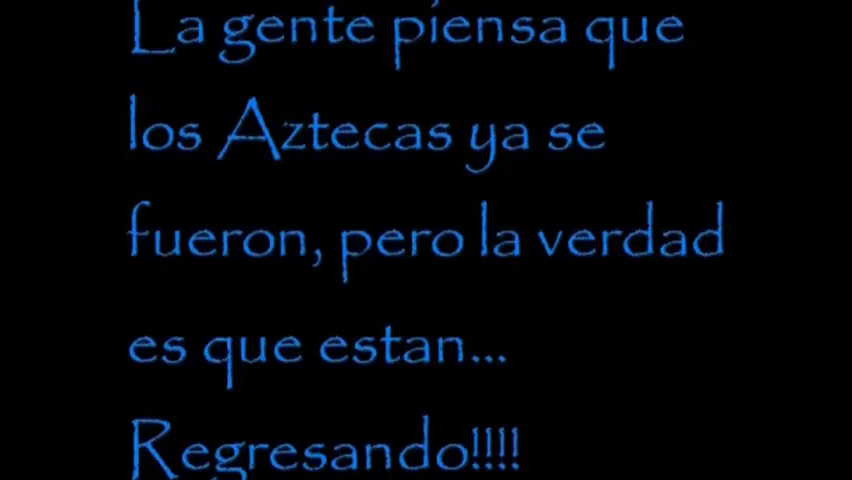 La gente piensa que
los Aztecas ya se
fueron, pero la verdad
es que estan...
Regresando!!!!